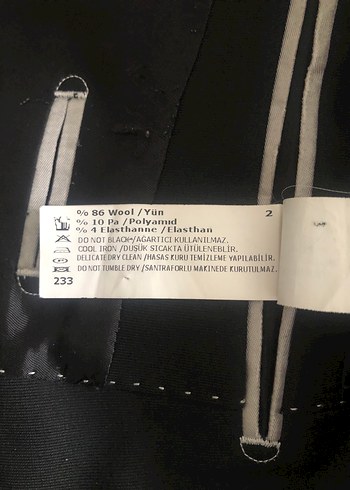 % 86 Wool /Yün 2
% 10 Pa /Polyamid
% 4 Elasthanne /Elasthan
DO NOT BLACH/AĞARTICI KULLANILMAZ.
COOL IRON /DÜŞÜK SICAKTA ÜTÜLENEBLİR.
DELICATE DRY CLEAN /HASAS KURU TEMİZLEME YAPILABİLİR.
DO NOT TUMBLE DRY /SANTRAFORLU MAKİNEDE KURUTULMAZ.
233